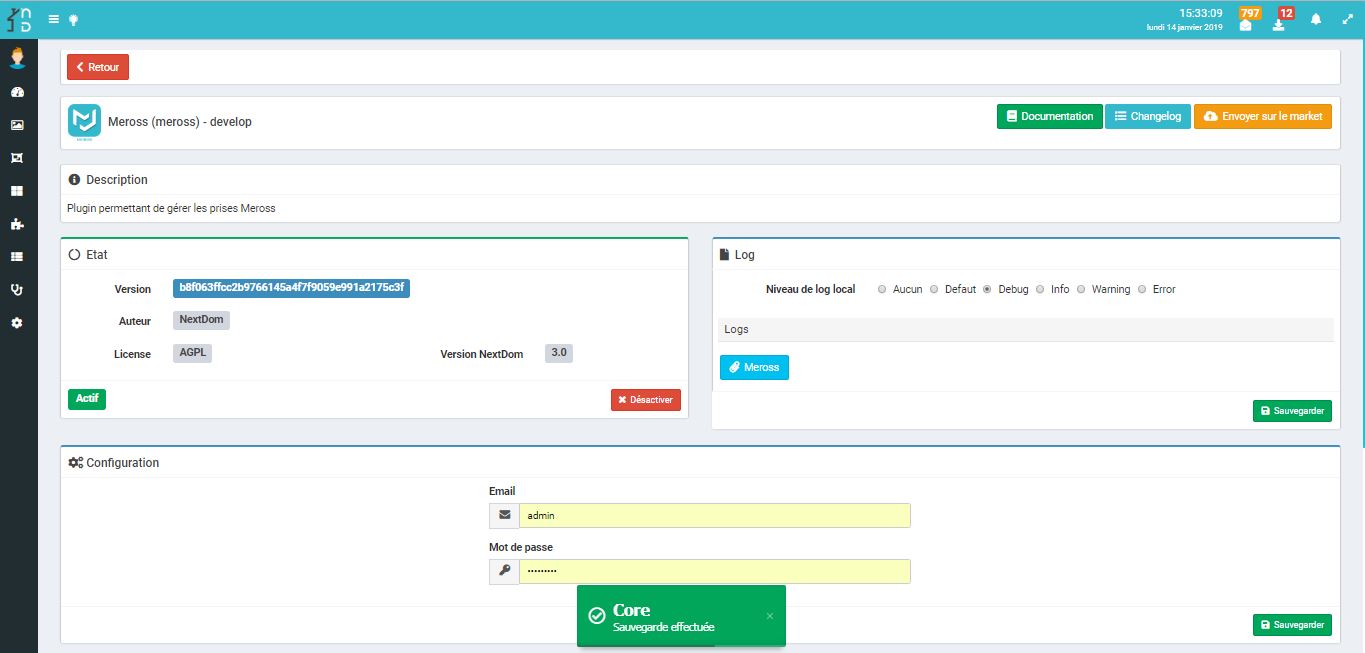 15:33:09
lundi 14 janvier 2019
797
12
Retour
Meross (meross) - develop
Documentation
Changelog
Envoyer sur le market
Description
Plugin permettant de gérer les prises Meross
Etat
Version
b8f063ffcc2b9766145a4f7f9059e991a2175c3f
Auteur
NextDom
License
AGPL
Version NextDom
3.0
Actif
Désactiver
Log
Niveau de log local
Aucun
Defaut
Debug
Info
Warning
Error
Logs
Meross
Sauvegarder
Configuration
Email
admin
Mot de passe
•••••••••
Core
Sauvegarde effectuée
×
Sauvegarder